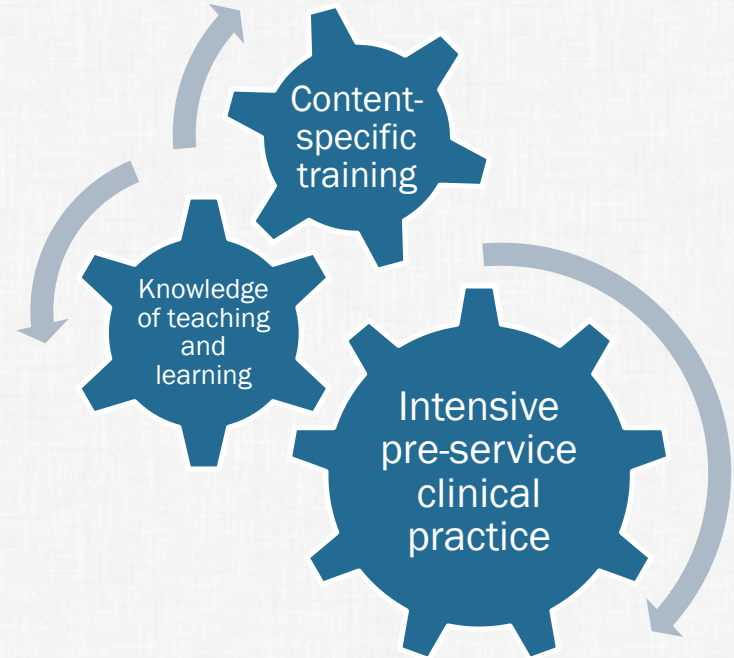 Content-
specific
training
Knowledge
of teaching
and
learning
Intensive
pre-service
clinical
practice